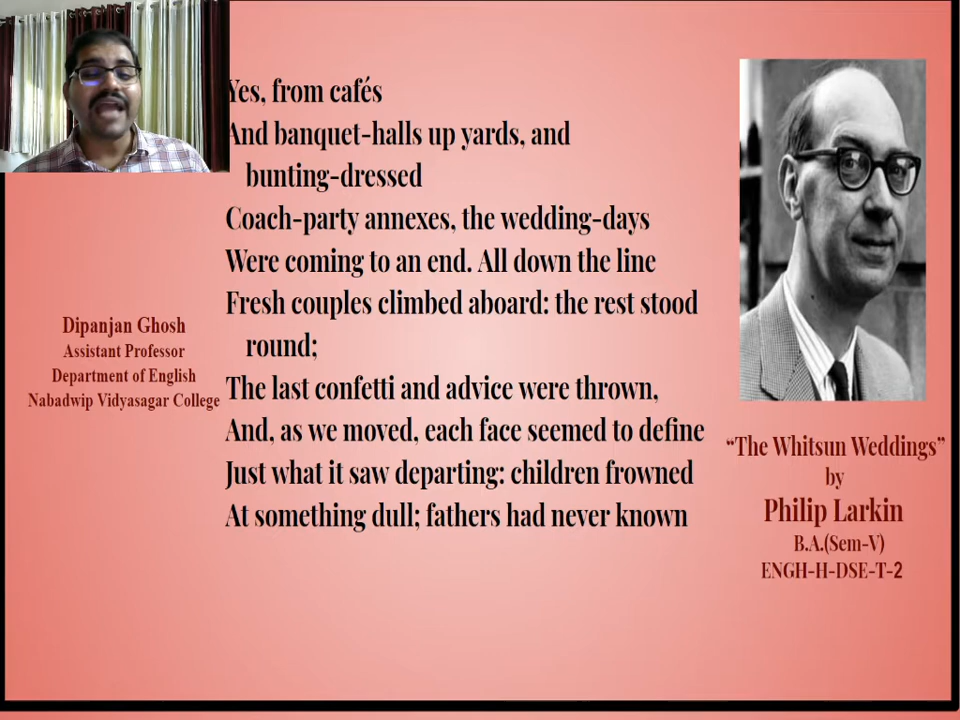 Yes, from cafés
And banquet-halls up yards, and
bunting-dressed
Coach-party annexes, the wedding-days
Were coming to an end. All down the line
Fresh couples climbed aboard: the rest stood
round;
The last confetti and advice were thrown,
And, as we moved, each face seemed to define
Just what it saw departing: children frowned
At something dull; fathers had never known
Dipanjan Ghosh
Assistant Professor
Department of English
Nabadwip Vidyasagar College
“The Whitsun Weddings”
by
Philip Larkin
B.A.(Sem-V)
ENGH-H-DSE-T-2